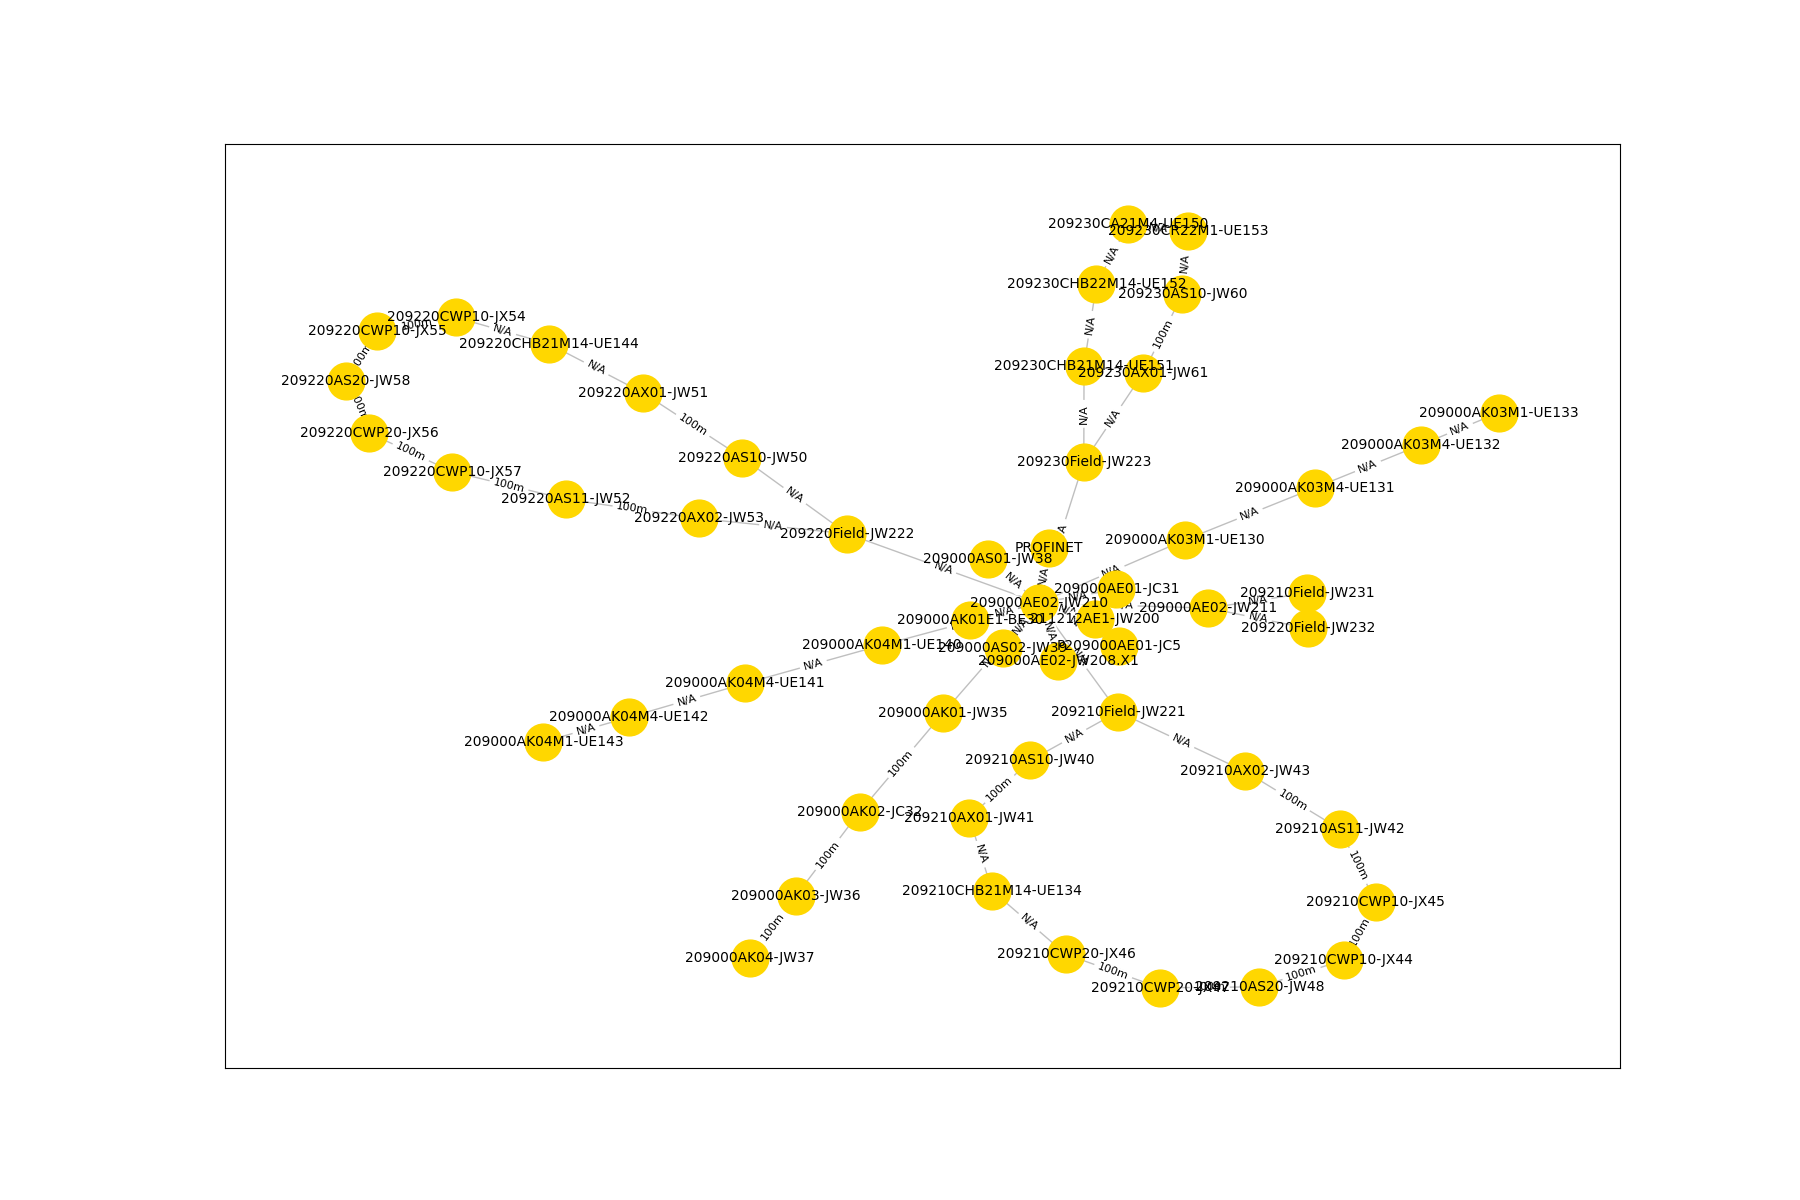 209230CA21M4-UE150
209230CR22M1-UE153
N/A
N/A
209230CHB22M14-UE152
209230AS10-JW60
209220CWP10-JX54
100m
209220CWP10-JX55
N/A
N/A
100m
209220CHB21M14-UE144
00m
N/A
209230CHB21M14-UE151
209230AX01-JW61
209220AS20-JW58
209220AX01-JW51
00m
N/A
N/A
209000AK03M1-UE133
100m
N/A
209220CWP20-JX56
209000AK03M4-UE132
100m
209220AS10-JW50
209230Field-JW223
N/A
209220CWP10-JX57
100m
209000AK03M4-UE131
N/A
209220AS11-JW52
100m
N/A
209220AX02-JW53
N/A
209220Field-JW222
209000AK03M1-UE130
PROFINET
209000AS01-JW38
N/A
N/A
N/A
N/A
209000AE01-JC31
209210Field-JW231
N/A
N/A
209000AE02-JW210
209000AE02-JW211
N/A
N/A
209000AK01E1-BE30
211212AE1-JW200
N/A
209220Field-JW232
N/A
N/A
209000AK04M1-UE140
209000AS02-JW39
209000AE01-JC5
209000AE02-JW208.X1
N/A
209000AK04M4-UE141
N/A
209000AK04M4-UE142
209000AK01-JW35
209210Field-JW221
N/A
209000AK04M1-UE143
N/A
N/A
209210AS10-JW40
100m
209210AX02-JW43
100m
100m
209000AK02-JC32
209210AX01-JW41
209210AS11-JW42
100m
N/A
100m
209000AK03-JW36
209210CHB21M14-UE134
209210CWP10-JX45
N/A
100m
100m
209000AK04-JW37
209210CWP20-JX46
209210CWP10-JX44
100m
100m
209210CWP20-JX47
209210AS20-JW48